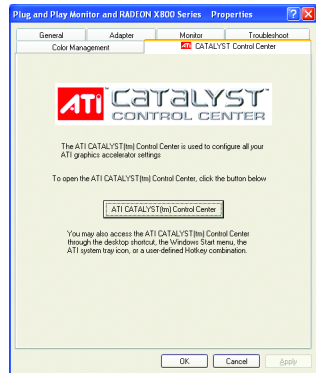 Plug and Play Monitor and RADEON X800 Series Properties
General Adapter Monitor Troubleshoot
Color Management ATI CATALYST Control Center
ATI CATALYST™
CONTROL CENTER
The ATI CATALYST(tm) Control Center is used to configure all your
ATI graphics accelerator settings
To open the ATI CATALYST(tm) Control Center, click the button below
ATI CATALYST(tm) Control Center
You may also access the ATI CATALYST(tm) Control Center
through the desktop shortcut, the Windows Start menu, the
ATI system tray icon, or a user-defined Hotkey combination.
OK Cancel Apply